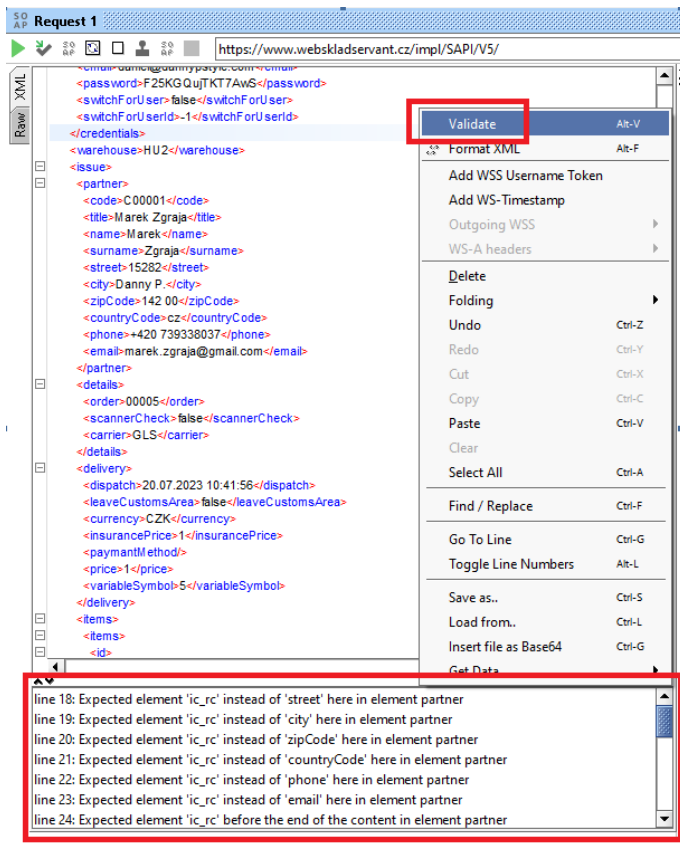 SO AP Request 1
https://www.webskladservant.cz/impl/SAPI/V5/
XML
Raw
<email>daniel@dannypstyle.com</email>
<password>F25KGQujTKT7AwS</password>
<switchForUser>false</switchForUser>
<switchForUserId>-1</switchForUserId>
</credentials>
<warehouse>HU2</warehouse>
<issue>
<partner>
<code>C00001</code>
<title>Marek Zgraja</title>
<name>Marek</name>
<surname>Zgraja</surname>
<street>15282</street>
<city>Danny P.</city>
<zipCode>142 00</zipCode>
<countryCode>cz</countryCode>
<phone>+420 739338037</phone>
<email>marek.zgraja@gmail.com</email>
</partner>
<details>
<order>00005</order>
<scannerCheck>false</scannerCheck>
<carrier>GLS</carrier>
</details>
<delivery>
<dispatch>20.07.2023 10:41:56</dispatch>
<leaveCustomsArea>false</leaveCustomsArea>
<currency>CZK</currency>
<insurancePrice>1</insurancePrice>
<paymantMethod/>
<price>1</price>
<variableSymbol>5</variableSymbol>
</delivery>
<items>
<items>
<id>
Validate Alt-V
Format XML Alt-F
Add WSS Username Token
Add WS-Timestamp
Outgoing WSS
WS-A headers
Delete
Folding
Undo Ctrl-Z
Redo Ctrl-Y
Cut Ctrl-X
Copy Ctrl-C
Paste Ctrl-V
Clear
Select All Ctrl-A
Find / Replace Ctrl-F
Go To Line Ctrl-G
Toggle Line Numbers Alt-L
Save as.. Ctrl-S
Load from.. Ctrl-L
Insert file as Base64 Ctrl-G
Get Data
line 18: Expected element 'ic_rc' instead of 'street' here in element partner
line 19: Expected element 'ic_rc' instead of 'city' here in element partner
line 20: Expected element 'ic_rc' instead of 'zipCode' here in element partner
line 21: Expected element 'ic_rc' instead of 'countryCode' here in element partner
line 22: Expected element 'ic_rc' instead of 'phone' here in element partner
line 23: Expected element 'ic_rc' instead of 'email' here in element partner
line 24: Expected element 'ic_rc' before the end of the content in element partner